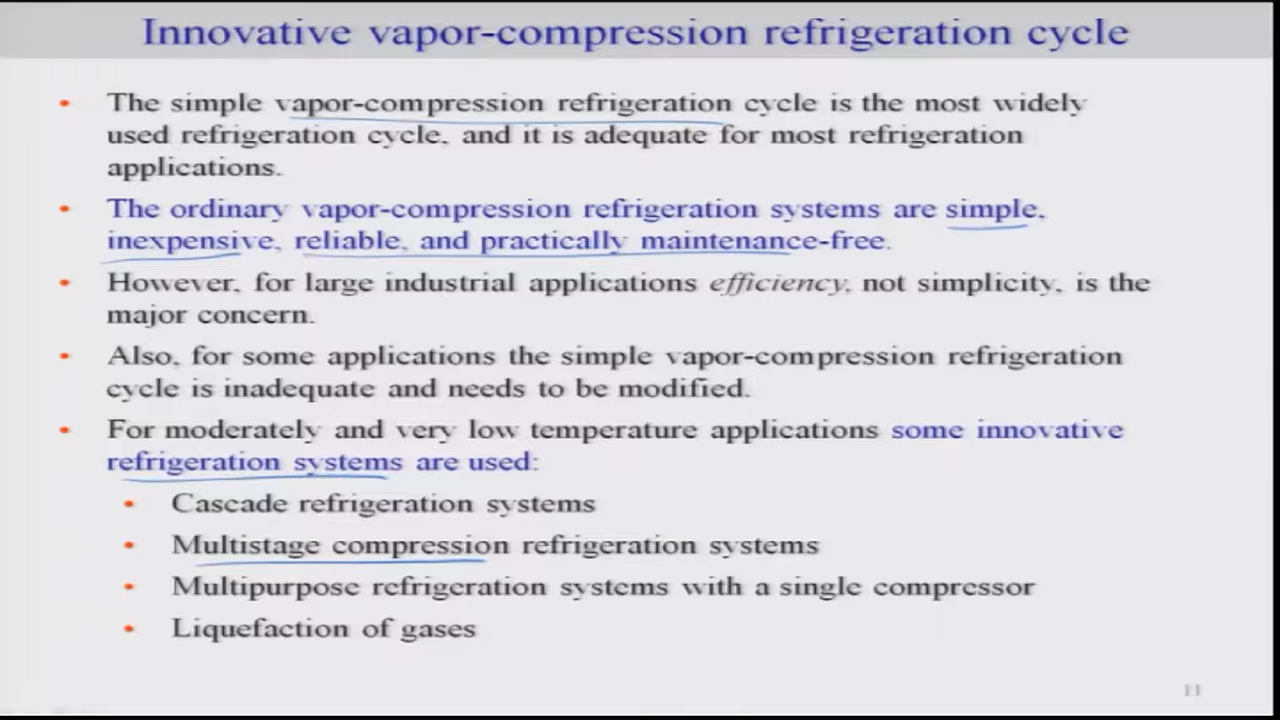 Innovative vapor-compression refrigeration cycle
• The simple vapor-compression refrigeration cycle is the most widely
used refrigeration cycle, and it is adequate for most refrigeration
applications.
• The ordinary vapor-compression refrigeration systems are simple,
inexpensive, reliable, and practically maintenance-free.
• However, for large industrial applications efficiency, not simplicity, is the
major concern.
• Also, for some applications the simple vapor-compression refrigeration
cycle is inadequate and needs to be modified.
• For moderately and very low temperature applications some innovative
refrigeration systems are used:
• Cascade refrigeration systems
• Multistage compression refrigeration systems
• Multipurpose refrigeration systems with a single compressor
• Liquefaction of gases
11